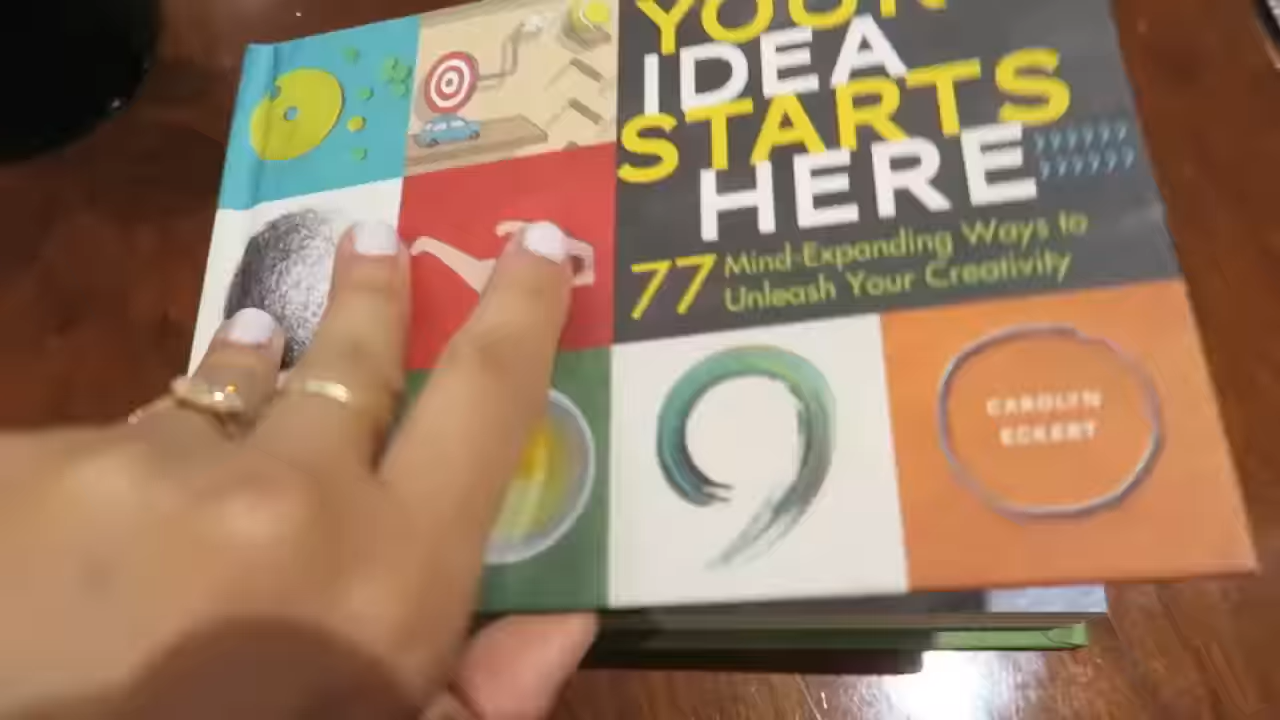 YOUR
IDEA
STARTS
HERE
77 Mind-Expanding Ways to
Unleash Your Creativity
CAROLYN
ECKERT